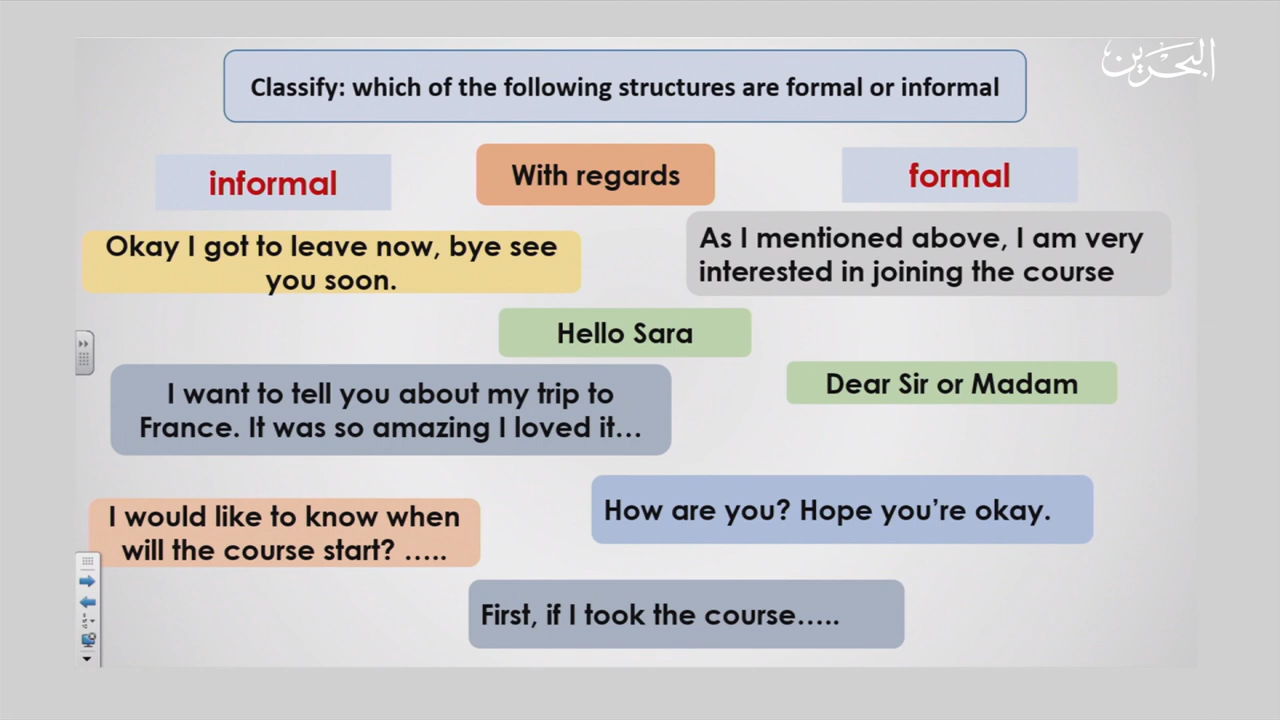 البحرين
Classify: which of the following structures are formal or informal
informal
With regards
formal
Okay I got to leave now, bye see
you soon.
As I mentioned above, I am very
interested in joining the course
Hello Sara
I want to tell you about my trip to
France. It was so amazing I loved it...
Dear Sir or Madam
I would like to know when
will the course start? .....
How are you? Hope you’re okay.
First, if I took the course.....